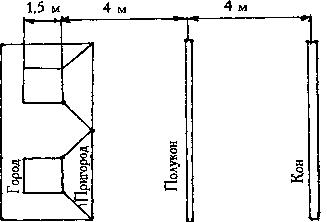 1,5 м
4 м
4 м
Город
Пригород
Полукон
Кон